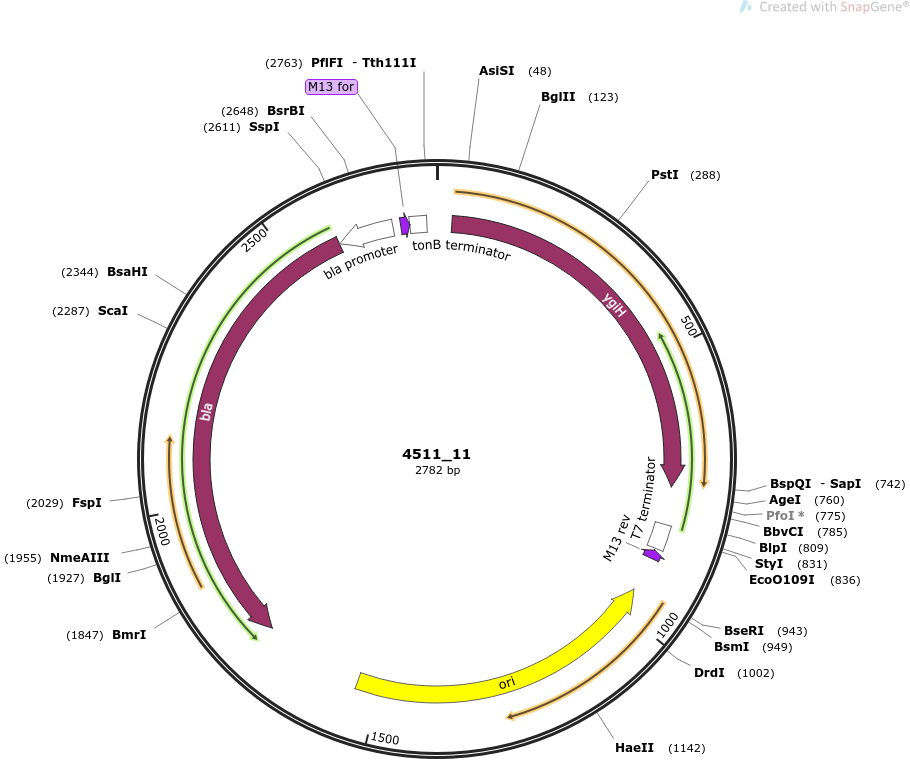 Created with SnapGene®
(2763) PflFI - Tth111I
M13 for
(2648) BsrBI
(2611) SspI
AsiSI (48)
BglII (123)
PstI (288)
2500
bla promoter
tonB terminator
(2344) BsaHI
(2287) ScaI
ygiH
500
bla
4511_11
2782 bp
T7 terminator
M13 rev
BspQI - SapI (742)
AgeI (760)
PfoI * (775)
BbvCI (785)
BlpI (809)
StyI (831)
EcoO109I (836)
(2029) FspI
2000
(1955) NmeAIII
(1927) BglI
(1847) BmrI
1000
BseRI (943)
BsmI (949)
DrdI (1002)
ori
1500
HaeII (1142)